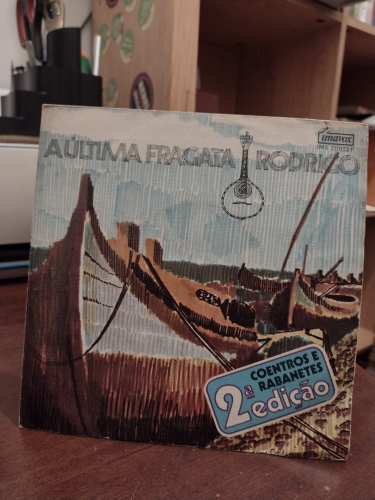 imavox
A ÚLTIMA FRAGATA RODRIGO
COENTROS E
RABANETES
2ª edição